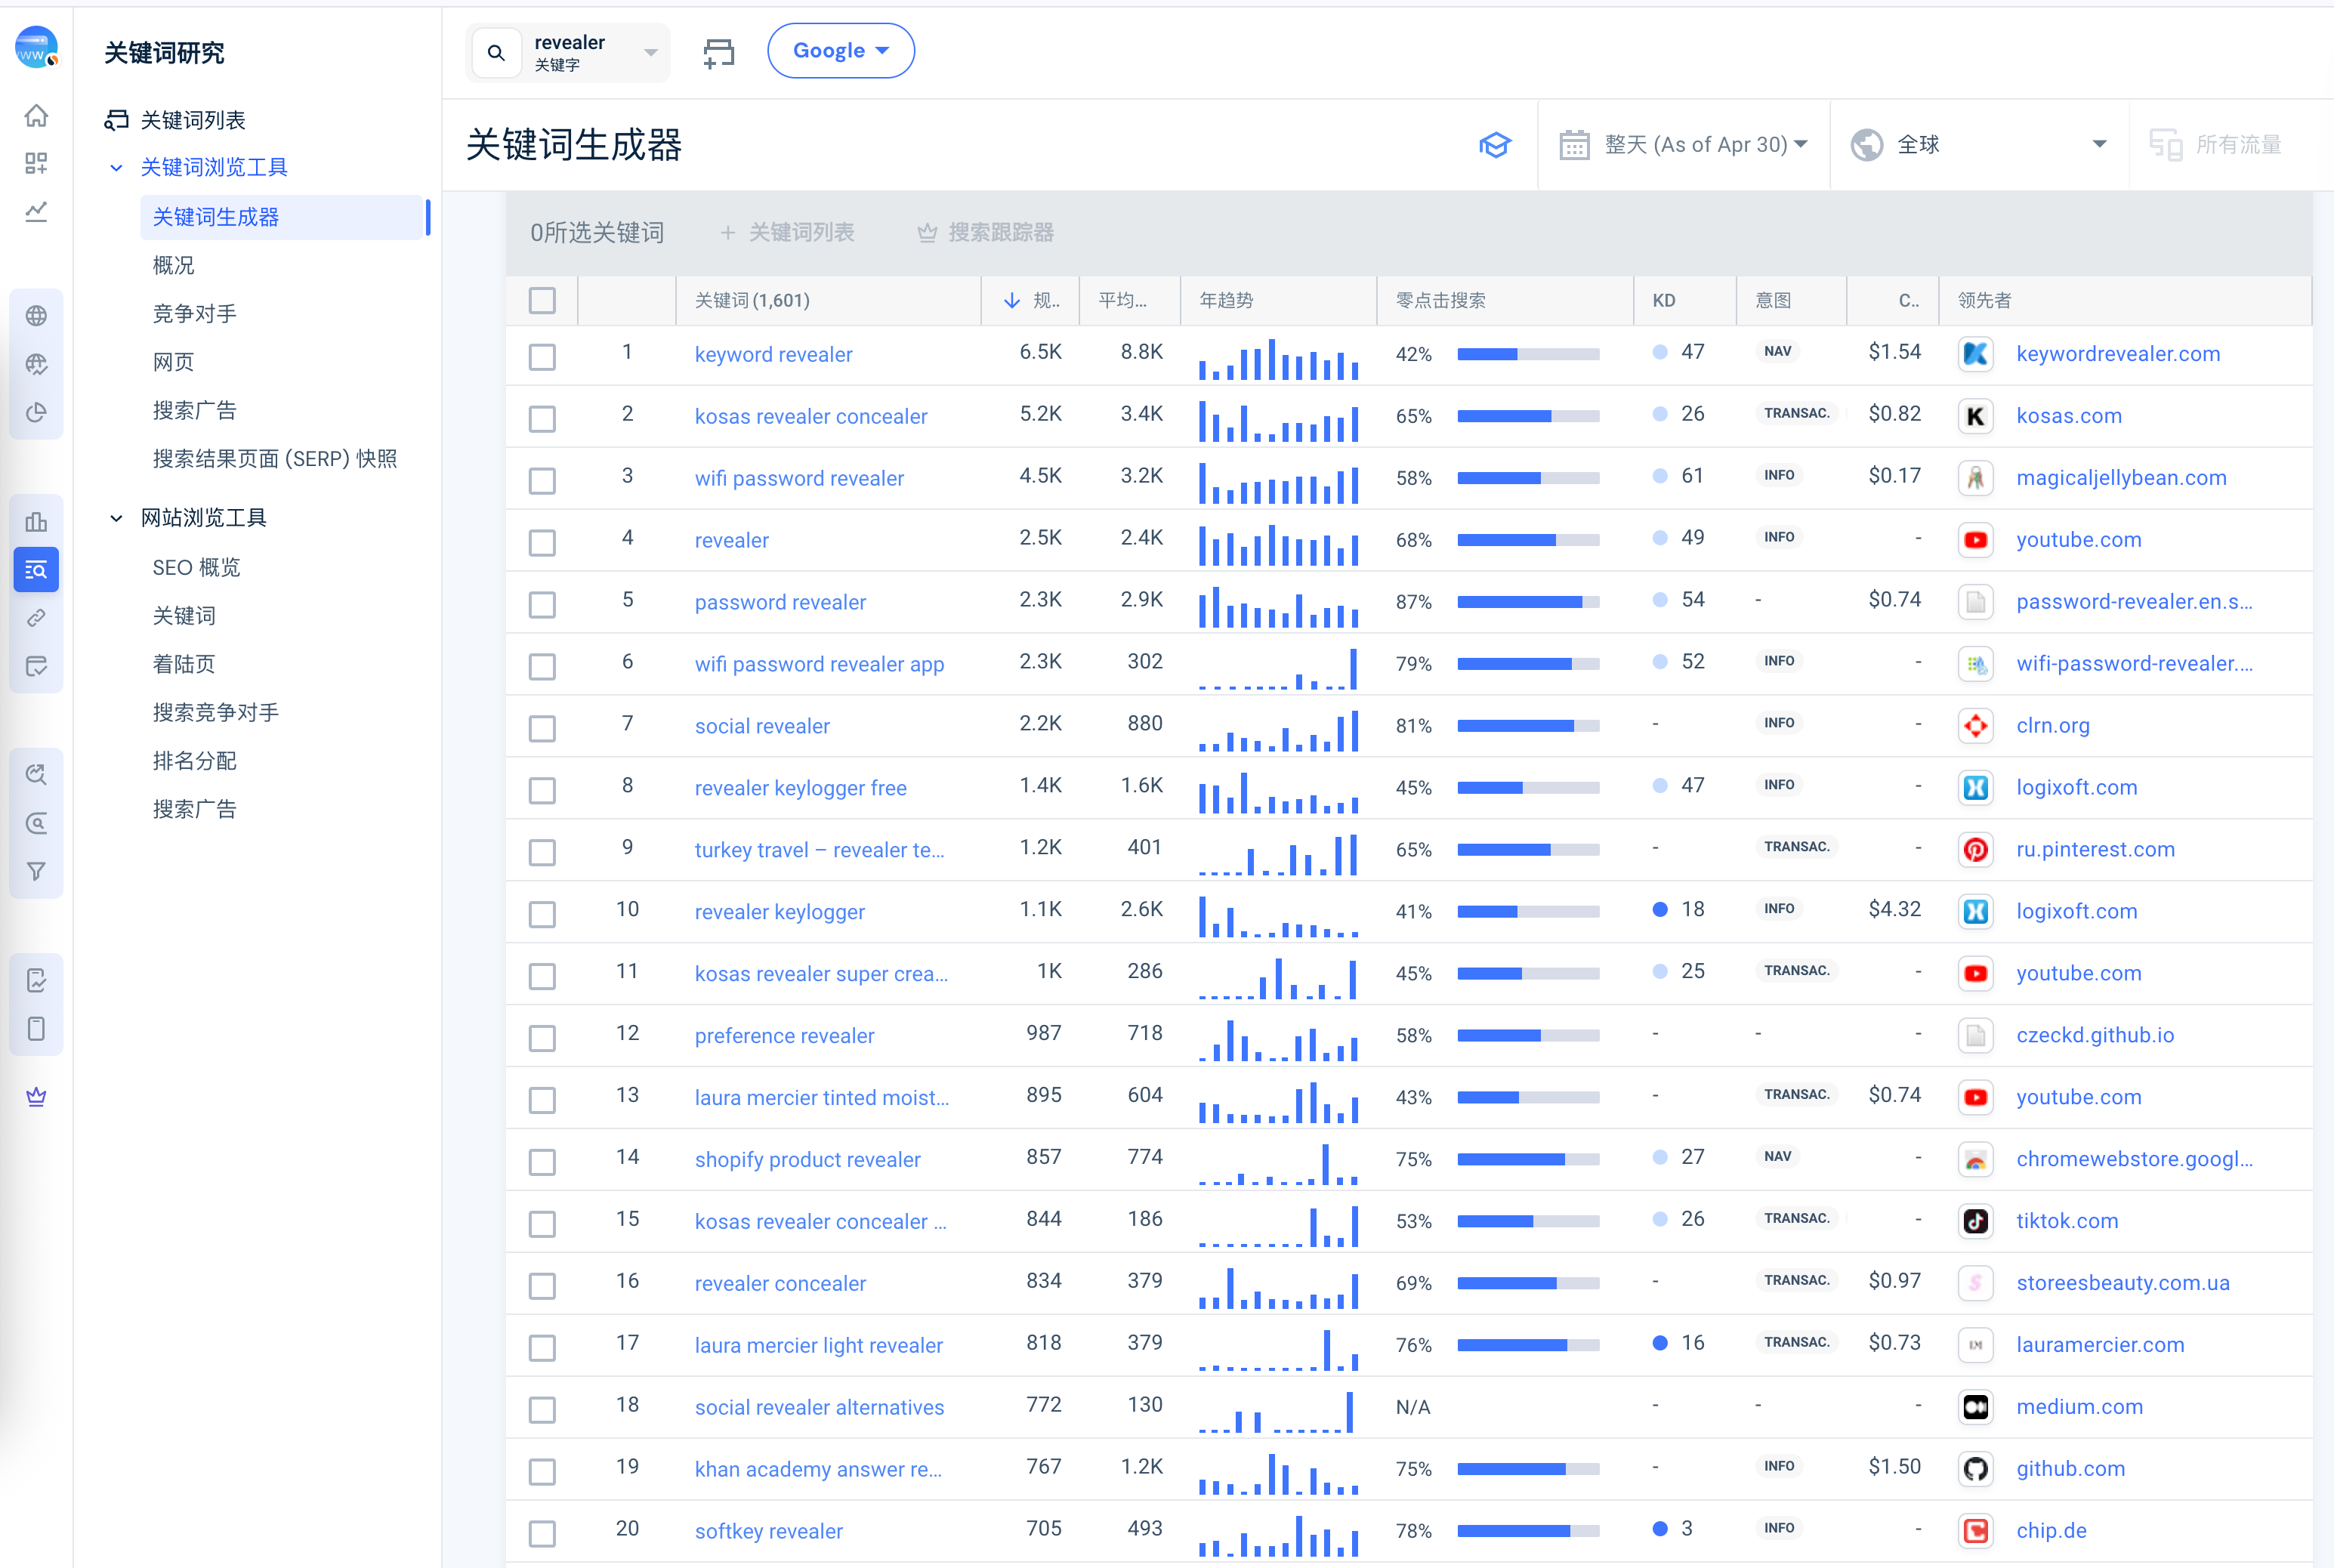 revealer
关键字
Google
关键词研究
关键词列表
关键词浏览工具
关键词生成器
概况
竞争对手
网页
搜索广告
搜索结果页面 (SERP) 快照
网站浏览工具
SEO 概览
关键词
着陆页
搜索竞争对手
排名分配
搜索广告
关键词生成器
整天 (As of Apr 30)
全球
所有流量
0所选关键词 + 关键词列表 搜索跟踪器
关键词 (1,601) 规.. 平均... 年趋势 零点击搜索 KD 意图 C.. 领先者
1 keyword revealer 6.5K 8.8K 42% 47 NAV $1.54 keywordrevealer.com
2 kosas revealer concealer 5.2K 3.4K 65% 26 TRANSAC. $0.82 kosas.com
3 wifi password revealer 4.5K 3.2K 58% 61 INFO $0.17 magicaljellybean.com
4 revealer 2.5K 2.4K 68% 49 INFO - youtube.com
5 password revealer 2.3K 2.9K 87% 54 - $0.74 password-revealer.en.s...
6 wifi password revealer app 2.3K 302 79% 52 INFO - wifi-password-revealer....
7 social revealer 2.2K 880 81% - INFO - clrn.org
8 revealer keylogger free 1.4K 1.6K 45% 47 INFO - logixoft.com
9 turkey travel – revealer te... 1.2K 401 65% - TRANSAC. - ru.pinterest.com
10 revealer keylogger 1.1K 2.6K 41% 18 INFO $4.32 logixoft.com
11 kosas revealer super crea... 1K 286 45% 25 TRANSAC. - youtube.com
12 preference revealer 987 718 58% - - - czeckd.github.io
13 laura mercier tinted moist... 895 604 43% - TRANSAC. $0.74 youtube.com
14 shopify product revealer 857 774 75% 27 NAV - chromewebstore.googl...
15 kosas revealer concealer ... 844 186 53% 26 TRANSAC. - tiktok.com
16 revealer concealer 834 379 69% - TRANSAC. $0.97 storeesbeauty.com.ua
17 laura mercier light revealer 818 379 76% 16 TRANSAC. $0.73 lauramercier.com
18 social revealer alternatives 772 130 N/A - - - medium.com
19 khan academy answer re... 767 1.2K 75% - INFO $1.50 github.com
20 softkey revealer 705 493 78% 3 INFO - chip.de